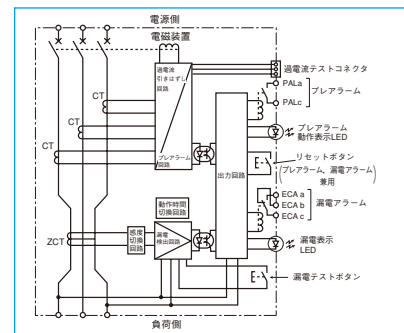 電源側
電磁装置
過電流
引きはずし
回路
CT
CT
CT
プレアラーム
回路
過電流テストコネクタ
PALa
PALc
プレアラーム
プレアラーム
動作表示LED
出力回路
リセットボタン
(プレアラーム、漏電アラーム
兼用)
ECA a
ECA b
ECA c
漏電アラーム
動作時間
切換回路
ZCT
感度
切換
回路
漏電
検出回路
漏電表示
LED
漏電テストボタン
負荷側